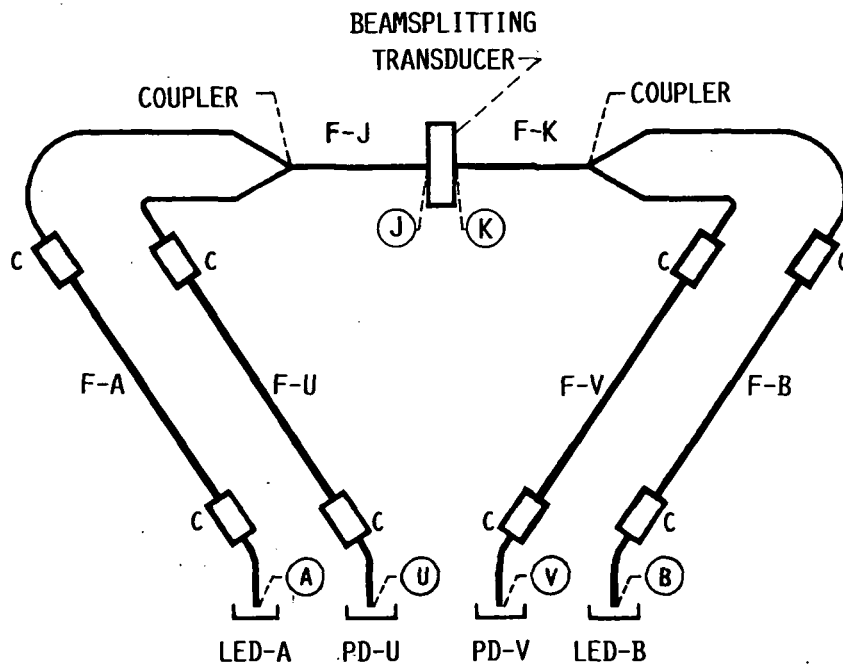 BEAMSPLITTING
TRANSDUCER
COUPLER
COUPLER
F-J
F-K
J
K
C
C
C
C
F-A
F-U
F-V
F-B
C
C
C
C
A
U
V
B
LED-A
PD-U
PD-V
LED-B